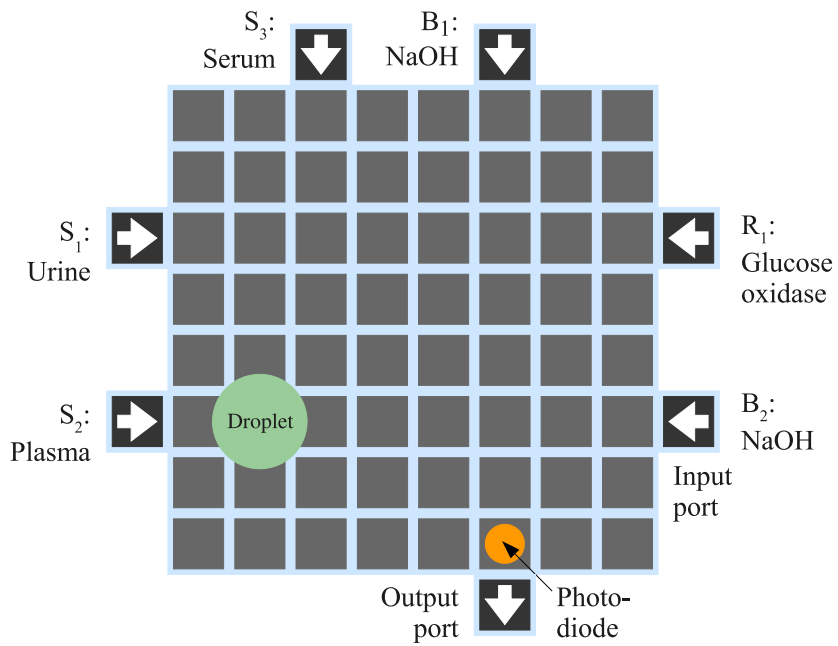 S₃:
Serum
B₁:
NaOH
S₁:
Urine
R₁:
Glucose
oxidase
S₂:
Plasma
Droplet
B₂:
NaOH
Input
port
Output
port
Photo-
diode